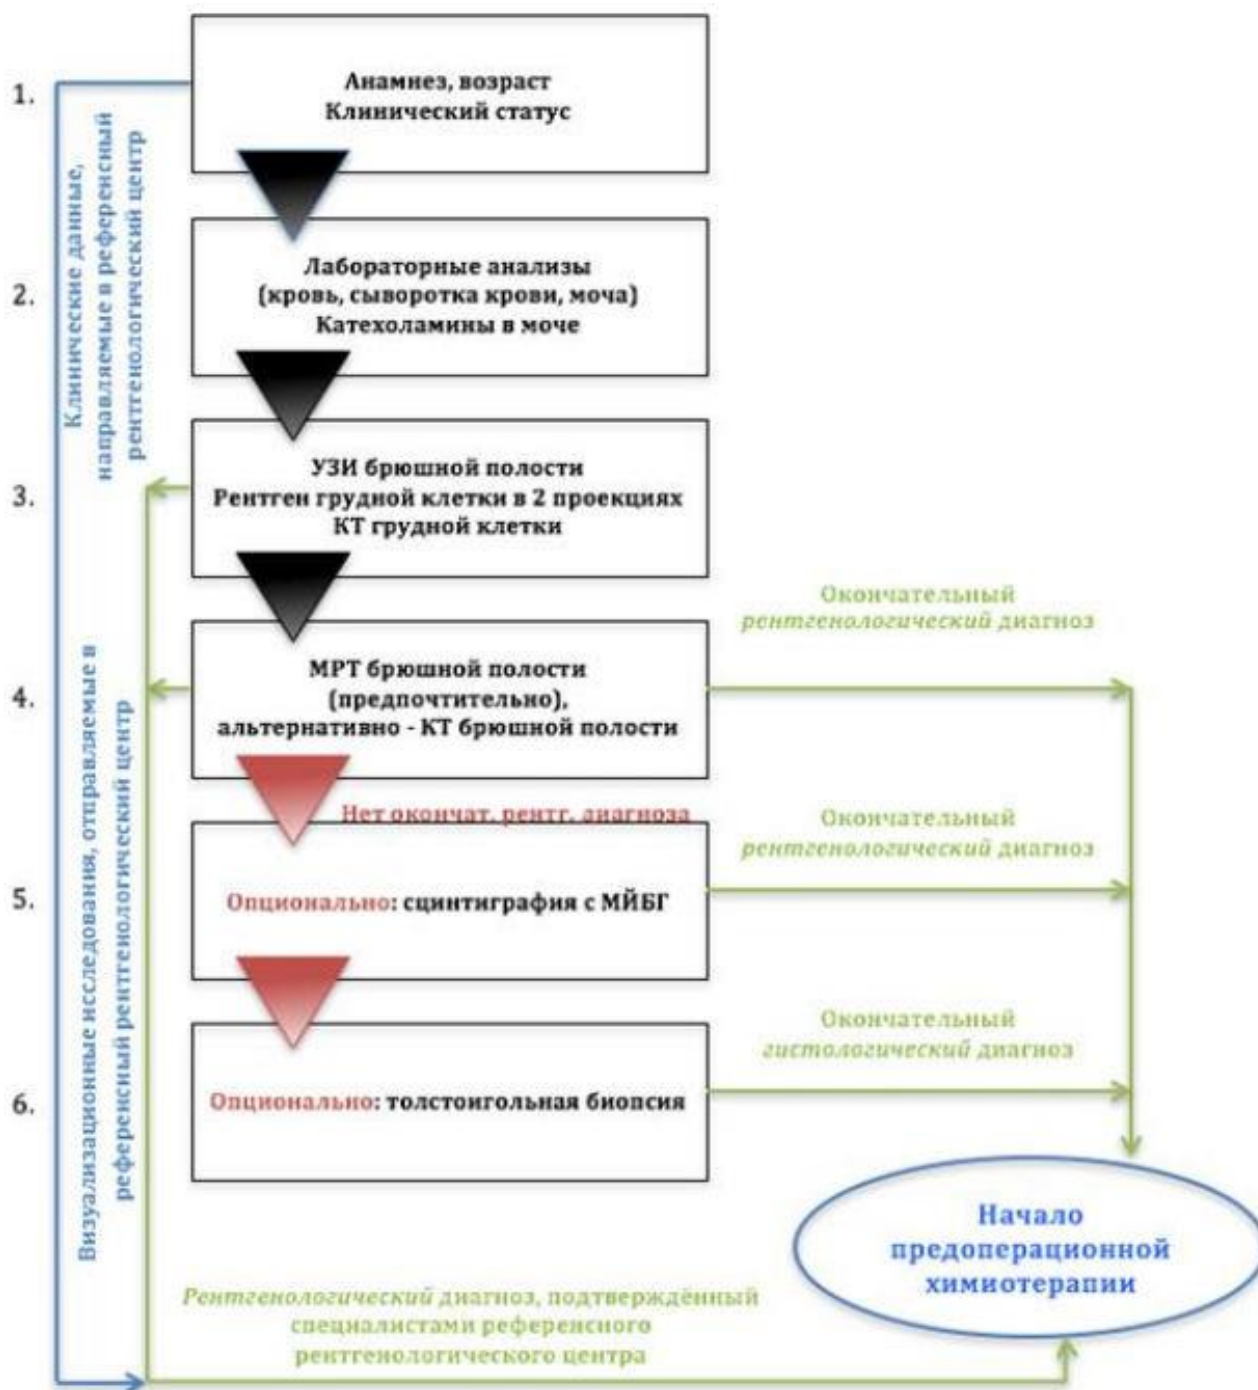 1.
Анамнез, возраст
Клинический статус
Клинические данные,
направляемые в референсный
рентгенологический центр
2.
Лабораторные анализы
(кровь, сыворотка крови, моча)
Катехоламины в моче
3.
УЗИ брюшной полости
Рентген грудной клетки в 2 проекциях
КТ грудной клетки
4.
МРТ брюшной полости
(предпочтительно),
альтернативно - КТ брюшной полости
Окончательный
рентгенологический диагноз
Нет окончат. рентг. диагноза
5.
Опционально: сцинтиграфия с МЙБГ
Окончательный
рентгенологический диагноз
Визуализационные исследования, отправляемые в
референсный рентгенологический центр
6.
Опционально: толстоигольная биопсия
Окончательный
гистологический диагноз
Начало
предоперационной
химиотерапии
Рентгенологический диагноз, подтверждённый
специалистами референсного
рентгенологического центра